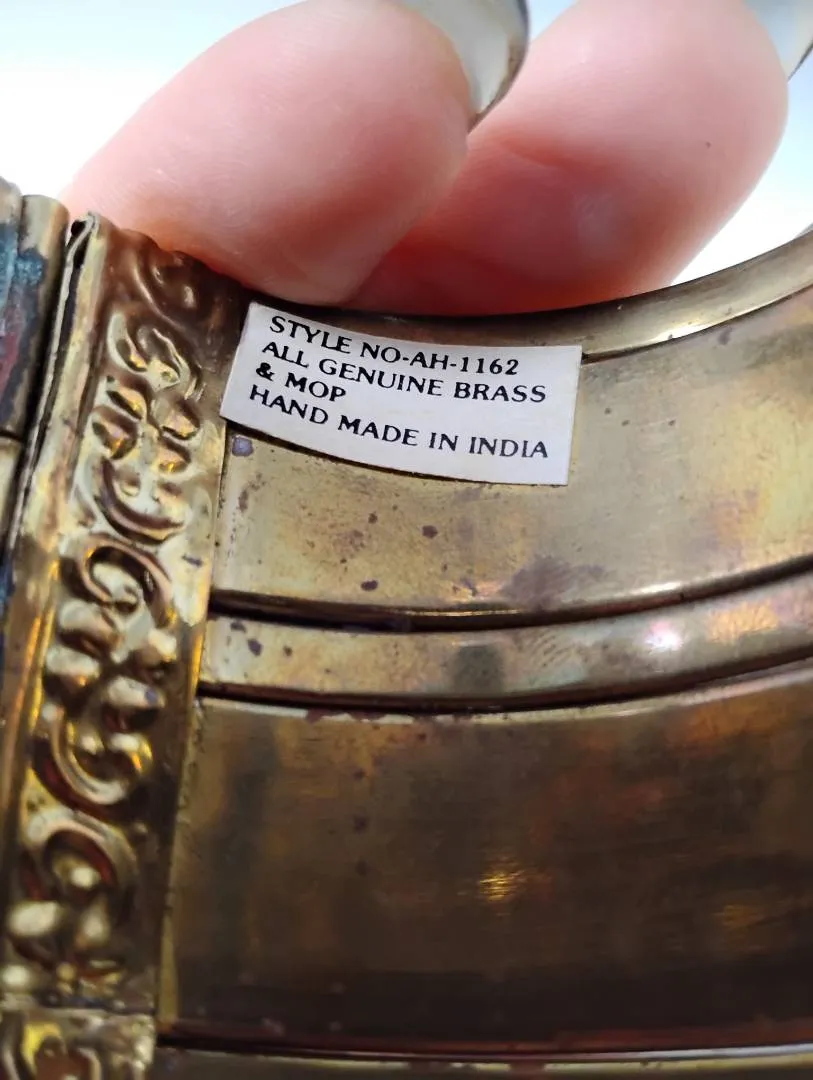 STYLE NO-AH-1162
ALL GENUINE BRASS
& MOP
HAND MADE IN INDIA